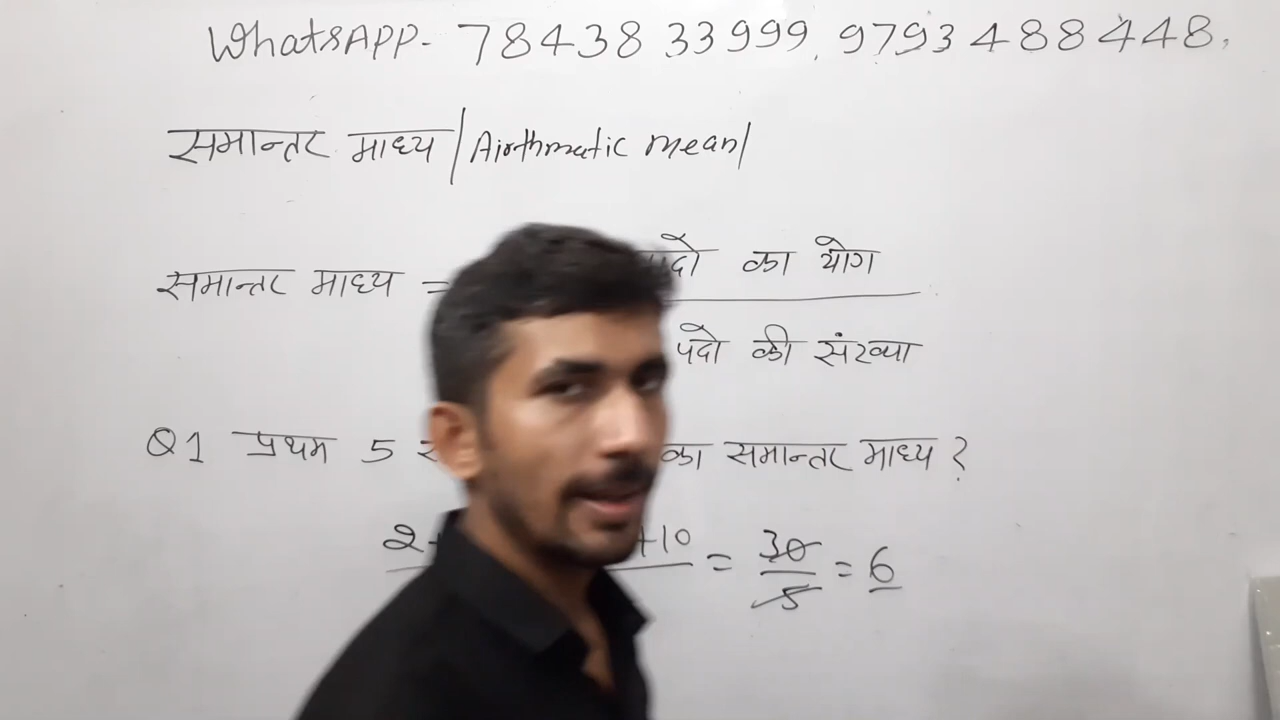 WhatsAPP- 7843833999, 9793488448,
समान्तर माध्य / Airthmatic mean /
समान्तर माध्य = पदो का योग
पदो की संख्या
Q1 प्रथम 5 का समान्तर माध्य ?
2+ +10 = 30 = 6
5